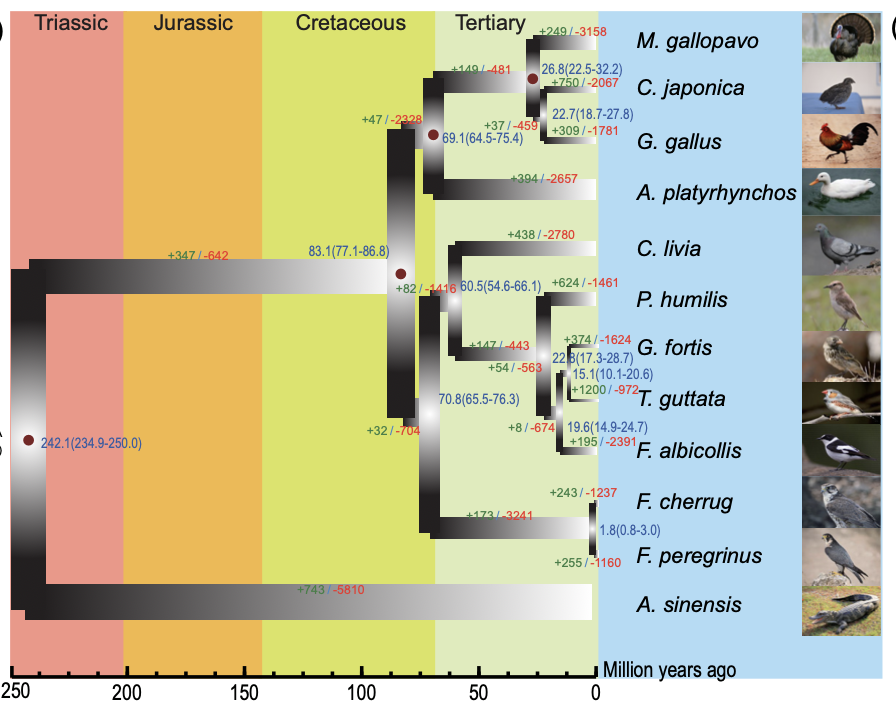 Triassic Jurassic Cretaceous Tertiary
+249 / -3158
M. gallopavo
+149 / -481
26.8(22.5-32.2)
+750 / -2067
C. japonica
+47 / -2328
+37 / -459
22.7(18.7-27.8)
69.1(64.5-75.4)
+309 / -1781
G. gallus
+394 / -2657
A. platyrhynchos
+438 / -2780
C. livia
+347 / -642
83.1(77.1-86.8)
+82 / -1416
60.5(54.6-66.1)
+624 / -1461
P. humilis
+147 / -443
+374 / -1624
G. fortis
22.8(17.3-28.7)
+54 / -563
15.1(10.1-20.6)
+1200 / -972
T. guttata
70.8(65.5-76.3)
+32 / -704
+8 / -674
19.6(14.9-24.7)
+195 / -2391
F. albicollis
242.1(234.9-250.0)
+243 / -1237
F. cherrug
+173 / -3241
1.8(0.8-3.0)
+255 / -1160
F. peregrinus
+743 / -5810
A. sinensis
Million years ago
250 200 150 100 50 0